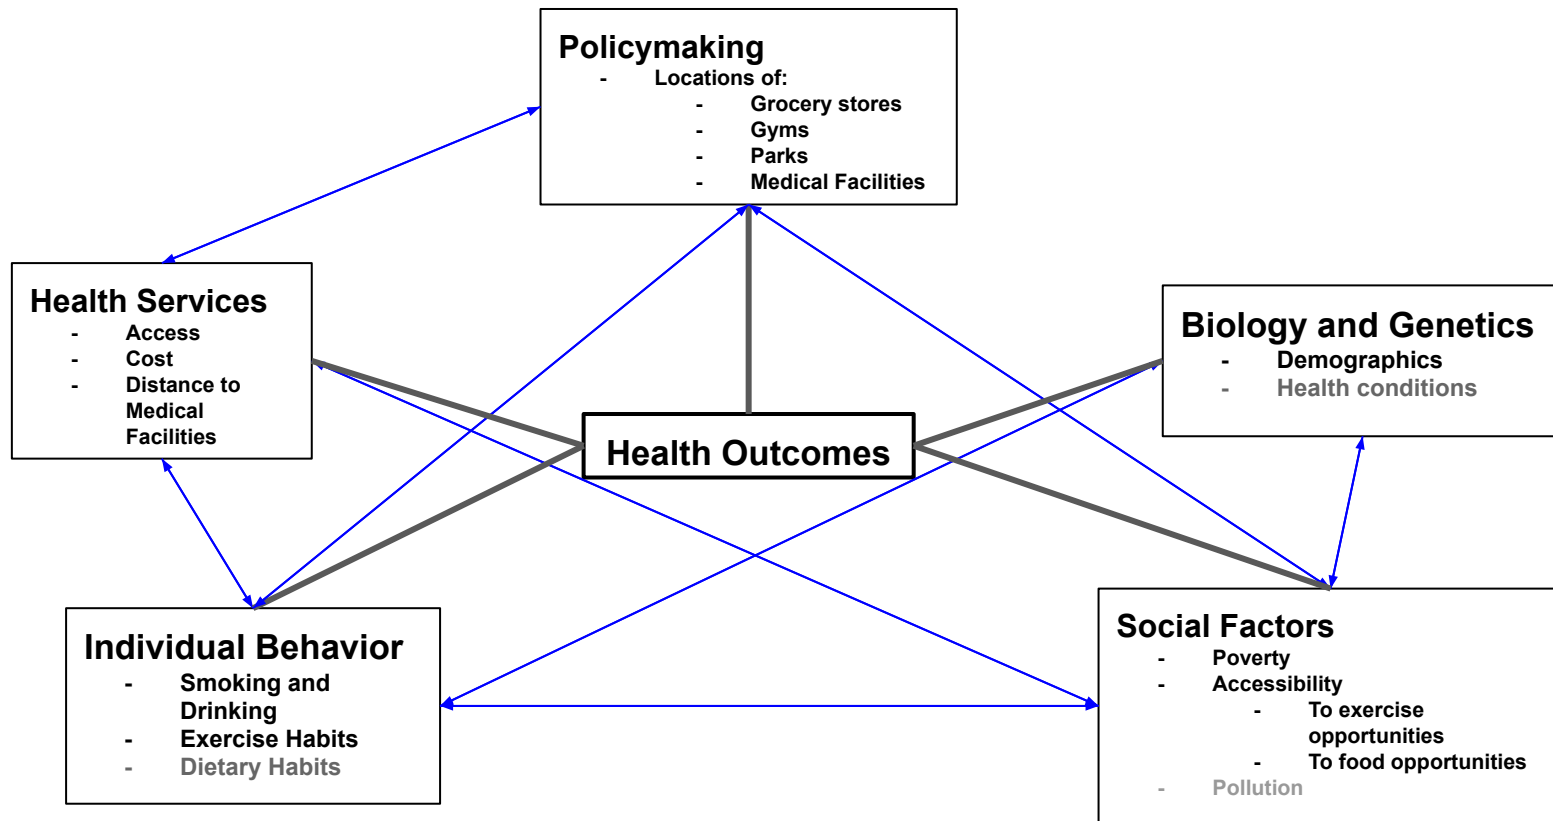 Policymaking
- Locations of:
- Grocery stores
- Gyms
- Parks
- Medical Facilities
Health Services
- Access
- Cost
- Distance to
Medical
Facilities
Biology and Genetics
- Demographics
- Health conditions
Health Outcomes
Individual Behavior
- Smoking and
Drinking
- Exercise Habits
- Dietary Habits
Social Factors
- Poverty
- Accessibility
- To exercise
opportunities
- To food opportunities
- Pollution